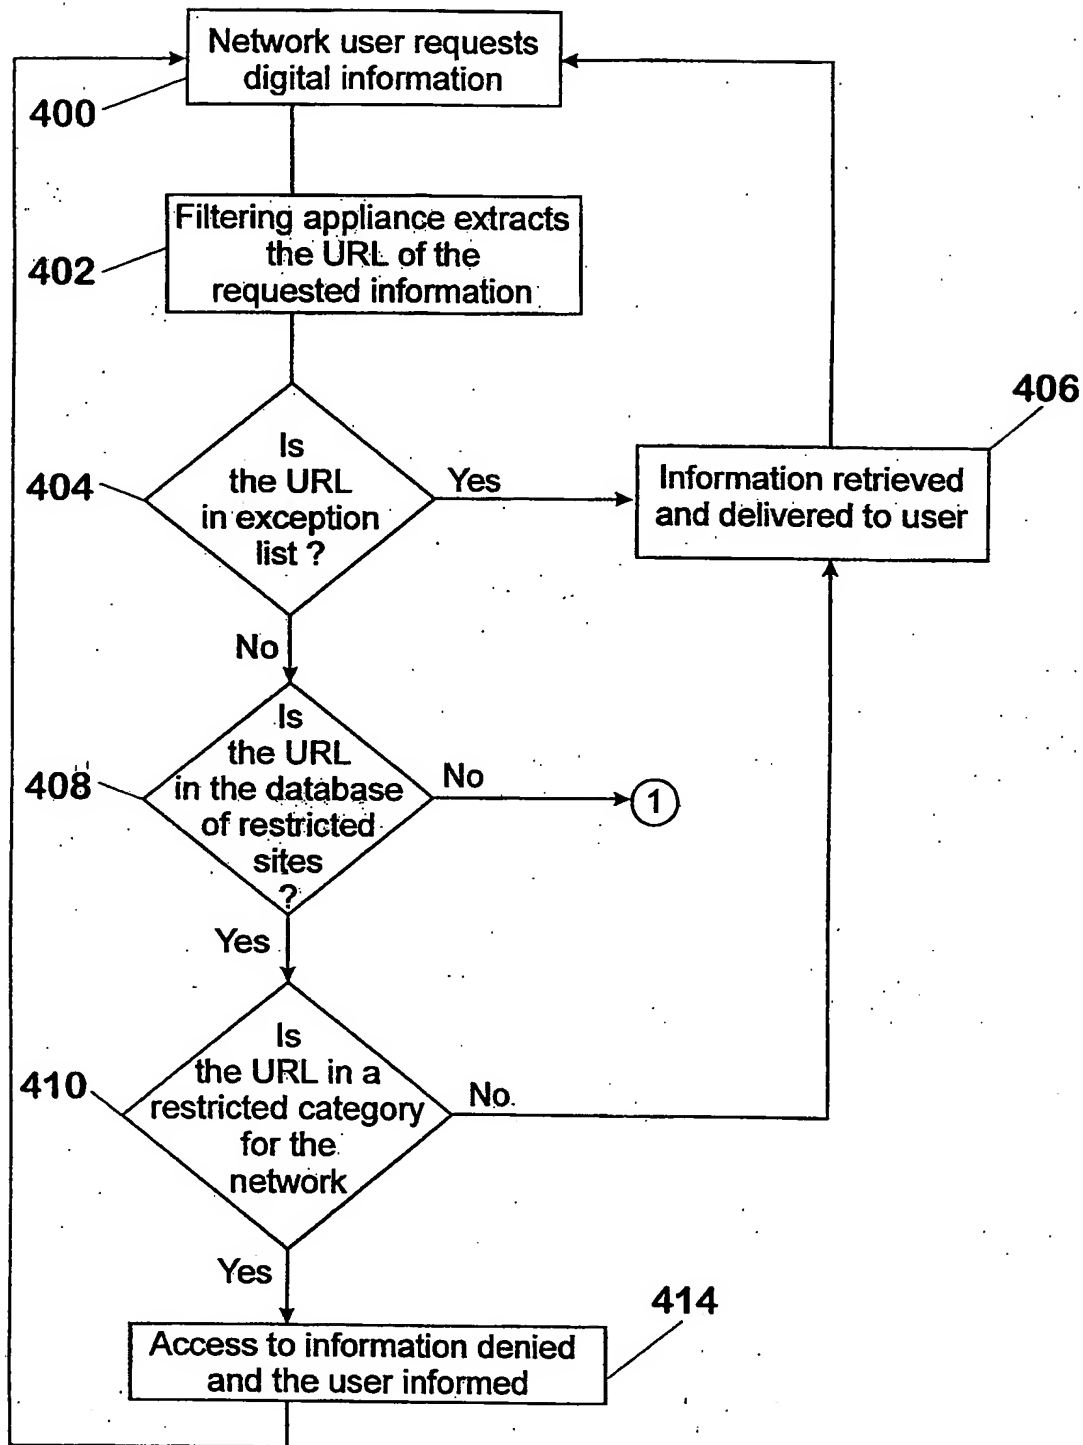 Network user requests
digital information
400
Filtering appliance extracts
the URL of the
requested information
402
406
Is
the URL
in exception
list ?
404
Yes
Information retrieved
and delivered to user
No
Is
the URL
in the database
of restricted
sites
?
408
No
1
Yes
Is
the URL in a
restricted category
for the
network
410
No
Yes
414
Access to information denied
and the user informed